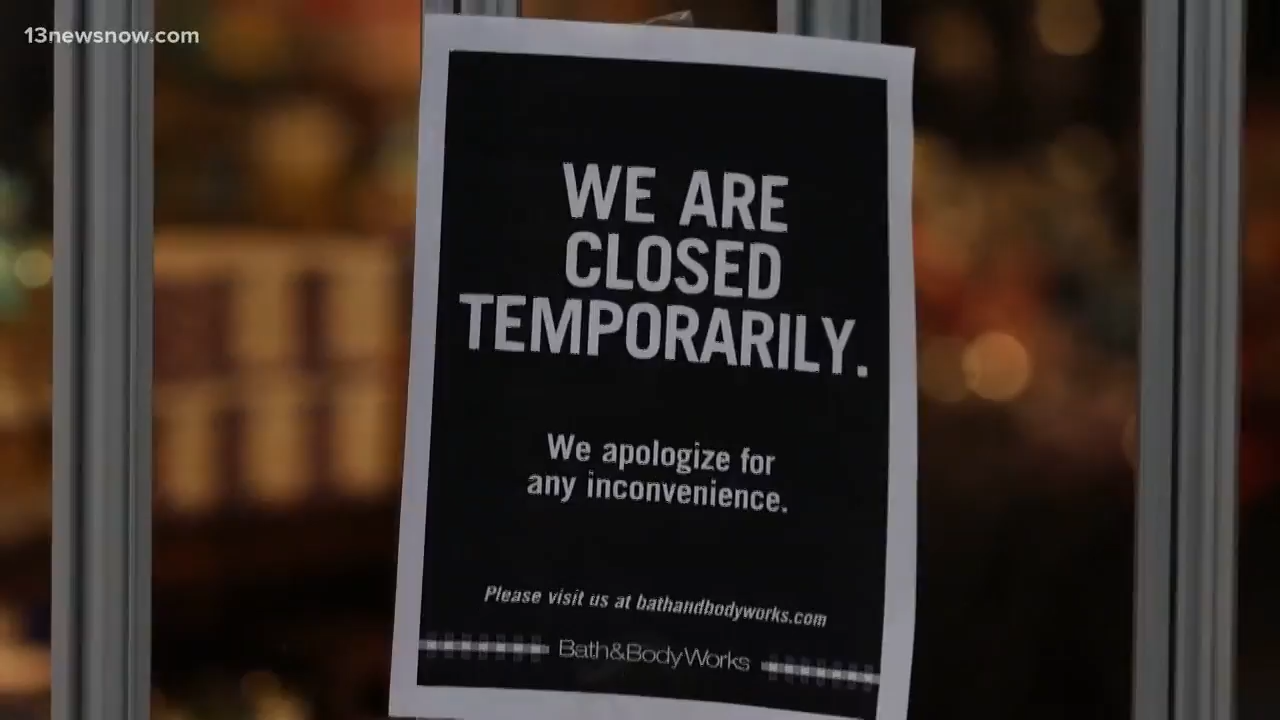 13newsnow.com
WE ARE
CLOSED
TEMPORARILY.
We apologize for
any inconvenience.
Please visit us at bathandbodyworks.com
Bath&BodyWorks